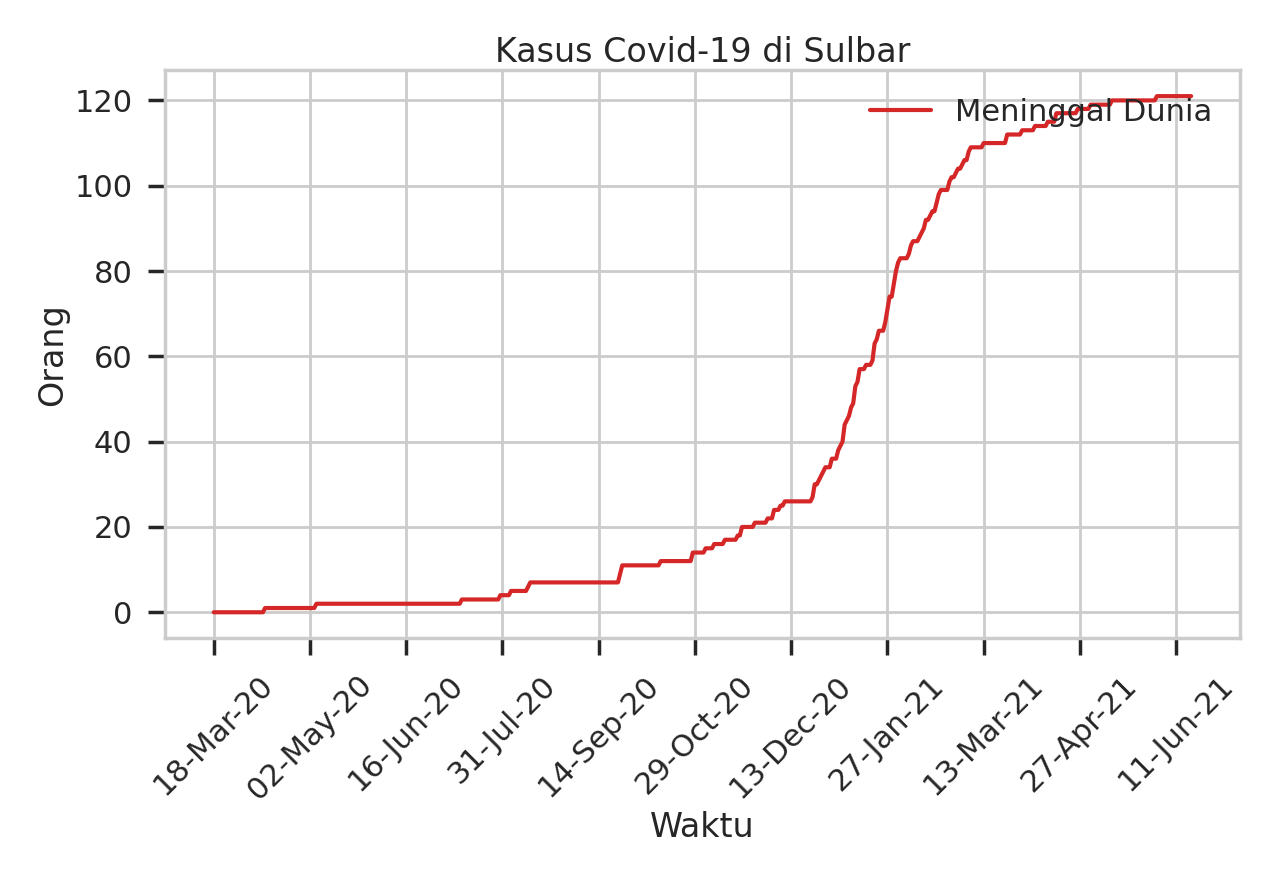 Kasus Covid-19 di Sulbar
Meninggal Dunia
120
100
80
60
40
20
0
Orang
18-Mar-20
02-May-20
16-Jun-20
31-Jul-20
14-Sep-20
29-Oct-20
13-Dec-20
27-Jan-21
13-Mar-21
27-Apr-21
11-Jun-21
Waktu